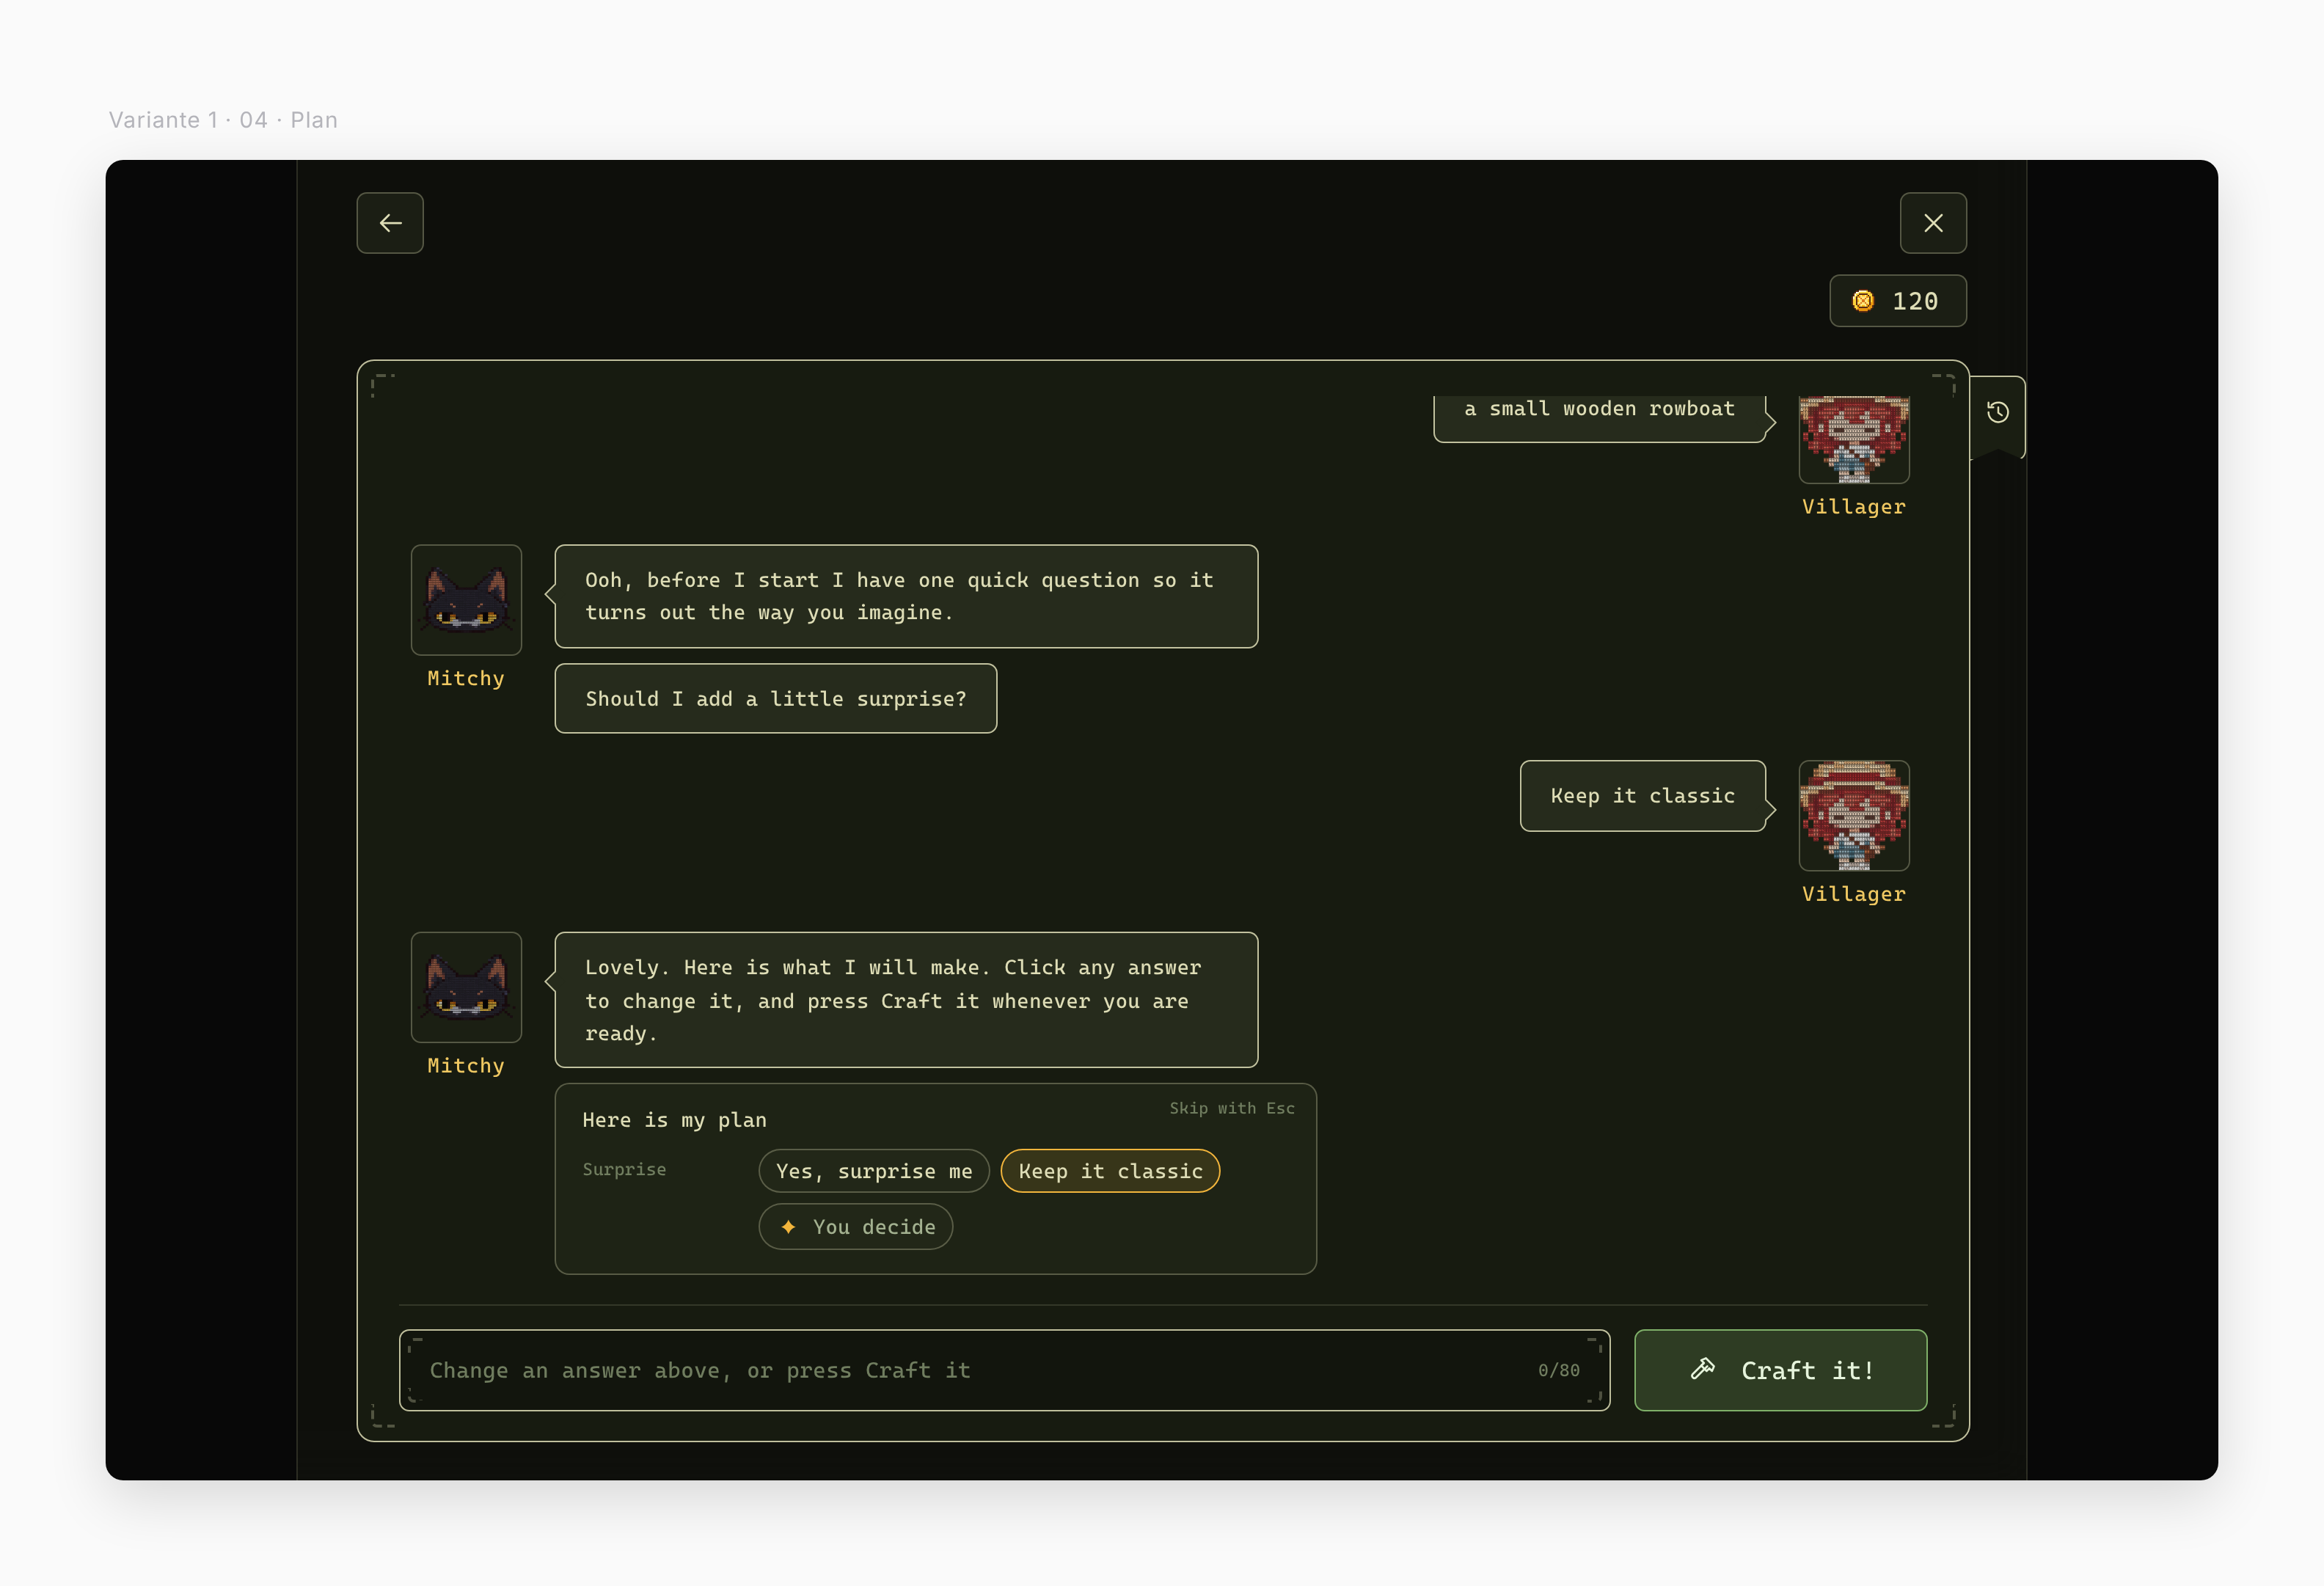 Variante 1 · 04 · Plan
120
a small wooden rowboat
Villager
Ooh, before I start I have one quick question so it
turns out the way you imagine.
Mitchy
Should I add a little surprise?
Keep it classic
Villager
Lovely. Here is what I will make. Click any answer
to change it, and press Craft it whenever you are
ready.
Mitchy
Here is my plan
Skip with Esc
Surprise
Yes, surprise me
Keep it classic
You decide
Change an answer above, or press Craft it
0/80
Craft it!